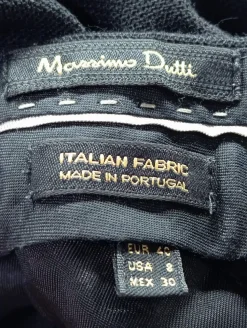 Massimo Dutti
ITALIAN FABRIC
MADE IN PORTUGAL
EUR 40
USA 8
MEX 30